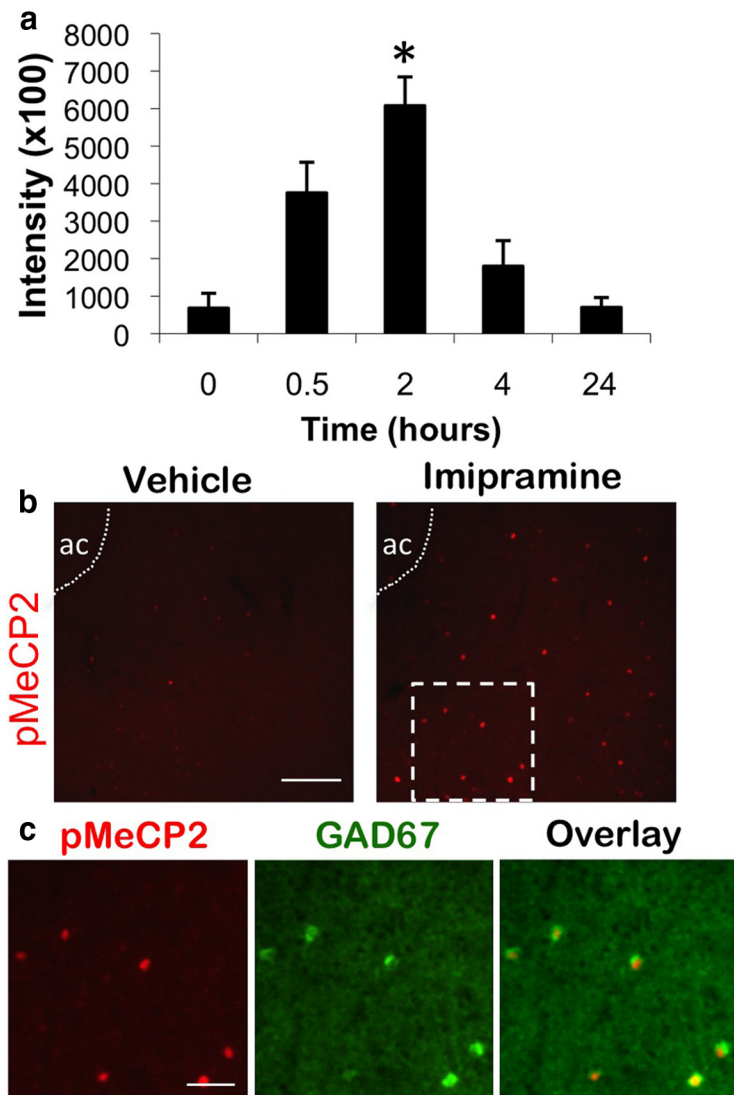 a
Intensity (x100)
8000
7000
6000
5000
4000
3000
2000
1000
0
*
0 0.5 2 4 24
Time (hours)
b
Vehicle Imipramine
pMeCP2
ac ac
c
pMeCP2 GAD67 Overlay